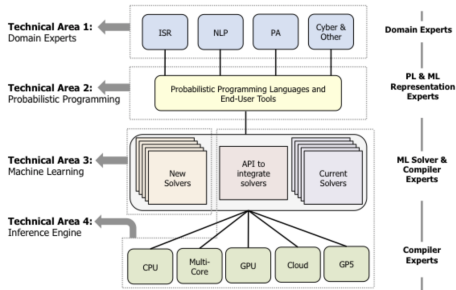 Technical Area 1:
Domain Experts
ISR
NLP
PA
Cyber &
Other
Domain Experts
Technical Area 2:
Probabilistic Programming
Probabilistic Programming Languages and
End-User Tools
PL & ML
Representation
Experts
Technical Area 3:
Machine Learning
New
Solvers
API to
integrate
solvers
Current
Solvers
ML Solver &
Compiler
Experts
Technical Area 4:
Inference Engine
CPU
Multi-
Core
GPU
Cloud
GP5
Compiler
Experts